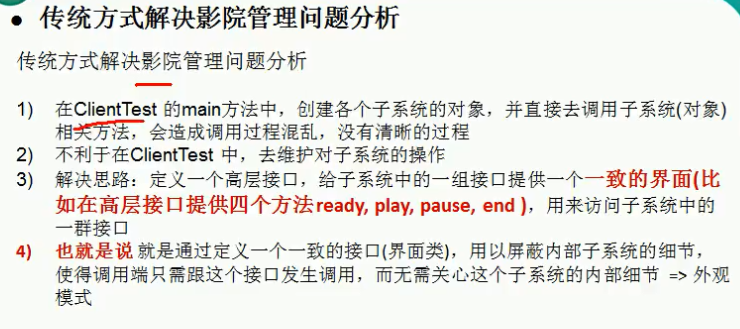 ● 传统方式解决影院管理问题分析
传统方式解决影院管理问题分析
1) 在ClientTest 的main方法中，创建各个子系统的对象，并直接去调用子系统(对象)
相关方法，会造成调用过程混乱，没有清晰的过程
2) 不利于在ClientTest 中，去维护对子系统的操作
3) 解决思路：定义一个高层接口，给子系统中的一组接口提供一个一致的界面(比
如在高层接口提供四个方法ready, play, pause, end )，用来访问子系统中的
一群接口
4) 也就是说 就是通过定义一个一致的接口(界面类)，用以屏蔽内部子系统的细节，
使得调用端只需跟这个接口发生调用，而无需关心这个子系统的内部细节 => 外观
模式